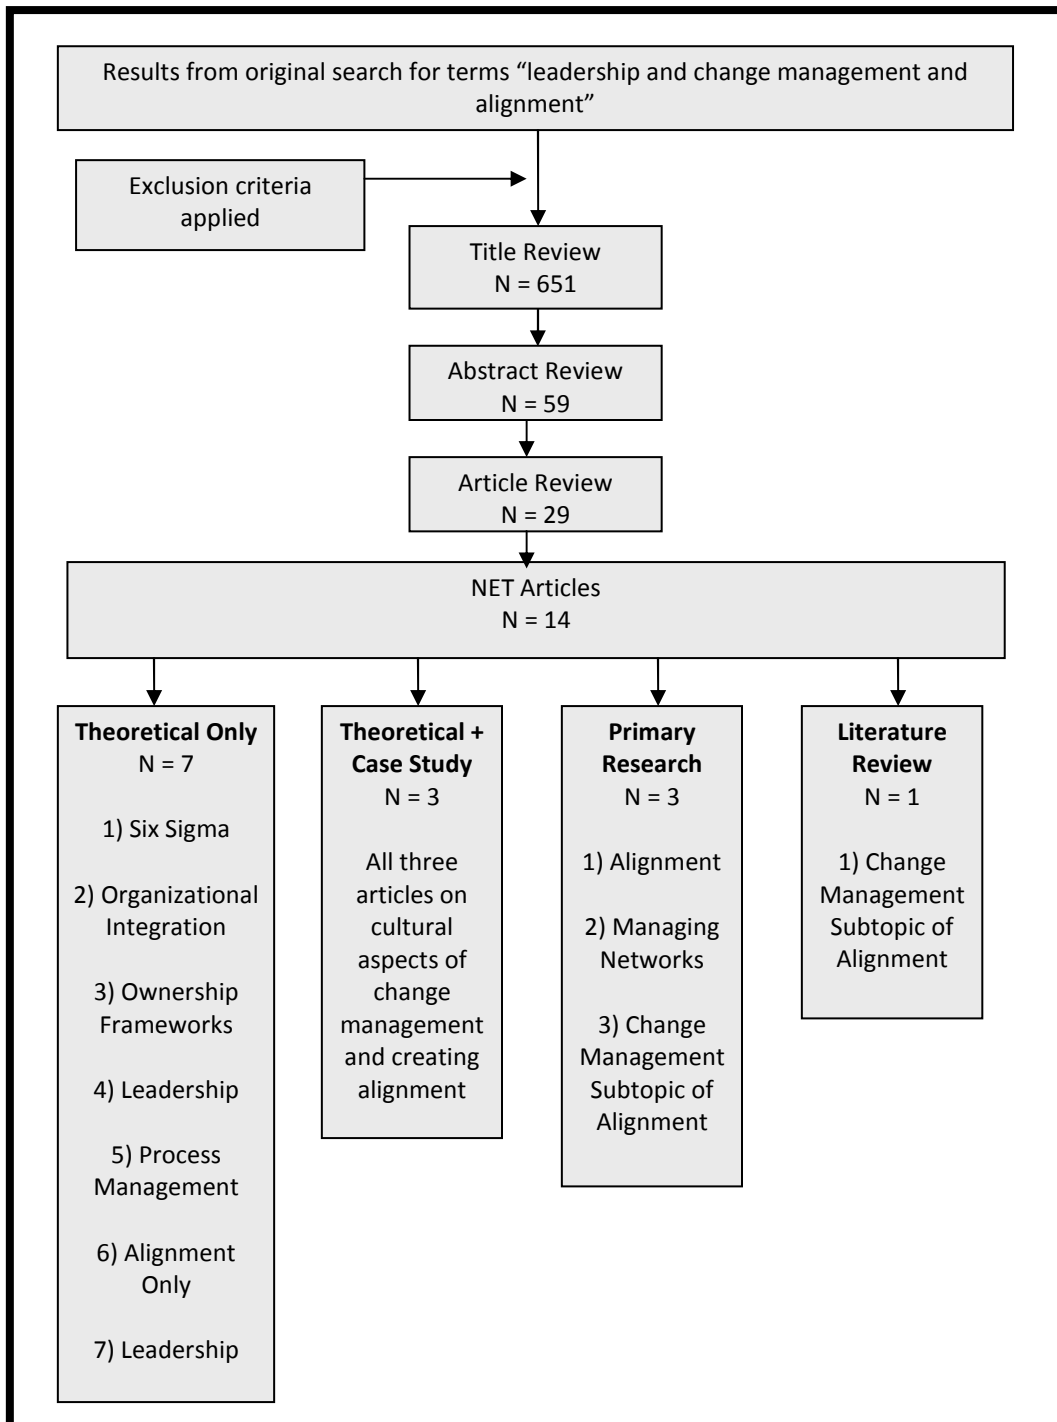 Results from original search for terms “leadership and change management and
alignment”
Exclusion criteria
applied
Title Review
N = 651
Abstract Review
N = 59
Article Review
N = 29
NET Articles
N = 14
Theoretical Only
N = 7
1) Six Sigma
2) Organizational
Integration
3) Ownership
Frameworks
4) Leadership
5) Process
Management
6) Alignment
Only
7) Leadership
Theoretical +
Case Study
N = 3
All three
articles on
cultural
aspects of
change
management
and creating
alignment
Primary
Research
N = 3
1) Alignment
2) Managing
Networks
3) Change
Management
Subtopic of
Alignment
Literature
Review
N = 1
1) Change
Management
Subtopic of
Alignment